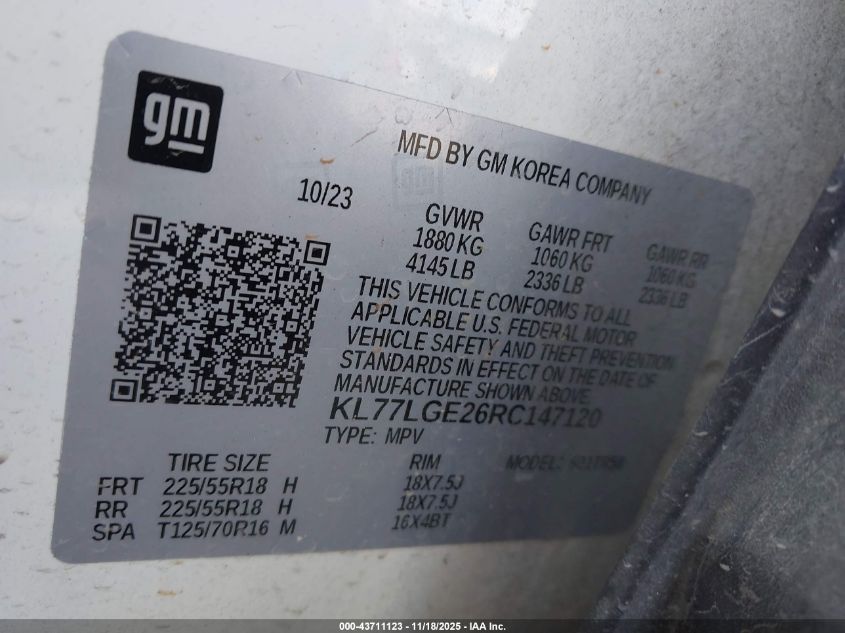 gm
MFD BY GM KOREA COMPANY
10/23
GVWR
1880 KG
4145 LB
GAWR FRT
1060 KG
2336 LB
GAWR RR
1060 KG
2336 LB
THIS VEHICLE CONFORMS TO ALL
APPLICABLE U.S. FEDERAL MOTOR
VEHICLE SAFETY AND THEFT PREVENTION
STANDARDS IN EFFECT ON THE DATE OF
MANUFACTURE SHOWN ABOVE.
KL77LGE26RC147120
TYPE: MPV
TIRE SIZE RIM MODEL:
FRT 225/55R18 H 18X7.5J
RR 225/55R18 H 18X7.5J
SPA T125/70R16 M 16X4BT
000-43711123 - 11/18/2025 - IAA Inc.